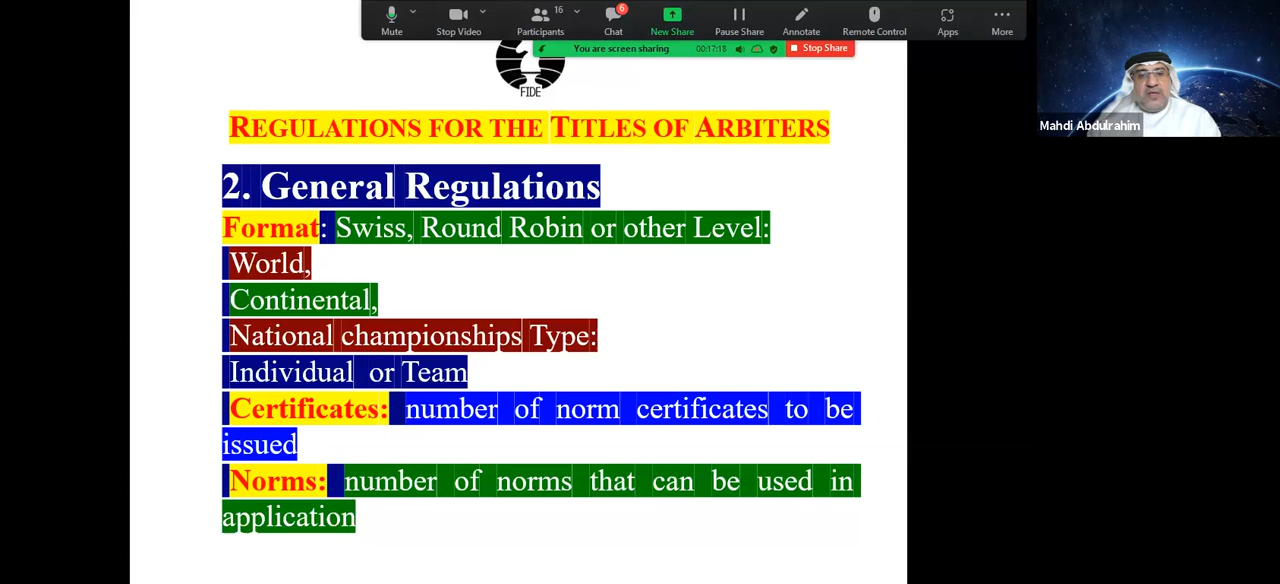 16
6
Mute
Stop Video
Participants
Chat
New Share
Pause Share
Annotate
Remote Control
Apps
More
You are screen sharing
00:17:18
Stop Share
FIDE
Mahdi Abdulrahim
REGULATIONS FOR THE TITLES OF ARBITERS
2. General Regulations
Format: Swiss, Round Robin or other Level:
World,
Continental,
National championships Type:
Individual or Team
Certificates: number of norm certificates to be
issued
Norms: number of norms that can be used in
application